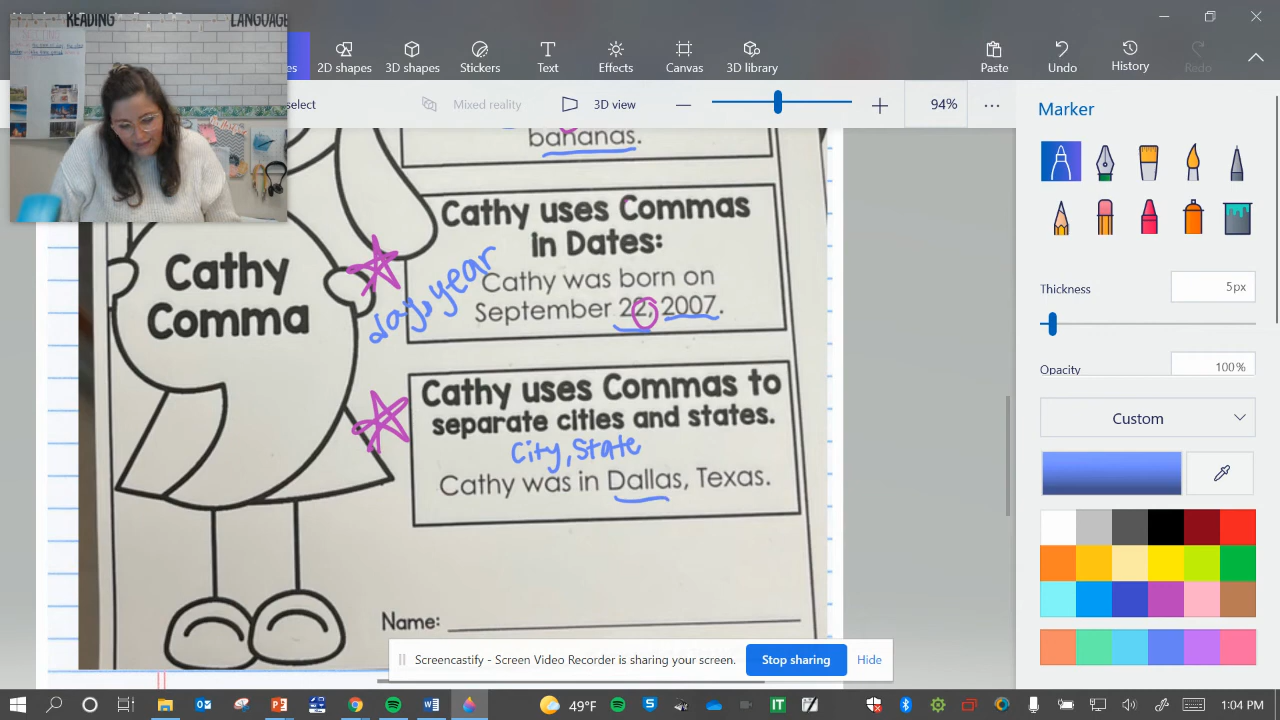 READING
LANGUAGE
2D shapes
3D shapes
Stickers
Text
Effects
Canvas
3D library
Paste
Undo
History
Redo
select
Mixed reality
3D view
94%
Marker
Thickness
5px
Opacity
100%
Custom
bananas.
Cathy uses Commas
in Dates:
Cathy was born on
September 22, 2007.
day, year
Cathy
Comma
Cathy uses Commas to
separate cities and states.
City, State
Cathy was in Dallas, Texas.
Name:
Screencastify - Screen Video Recorder is sharing your screen.
Stop sharing
Hide
49°F
1:04 PM